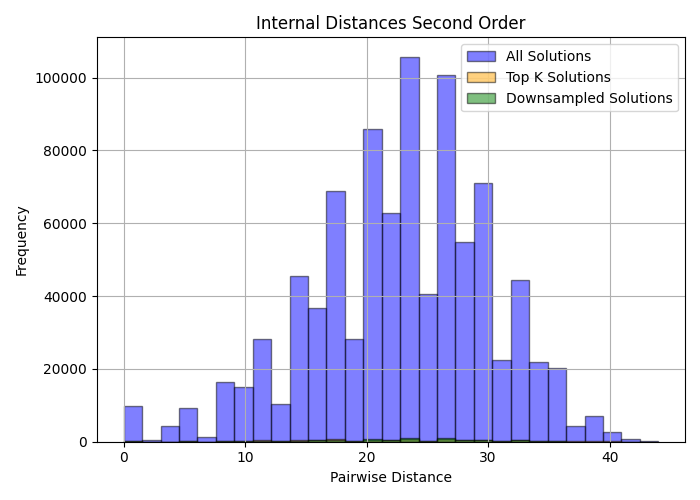 Internal Distances Second Order
All Solutions
Top K Solutions
Downsampled Solutions
Frequency
100000
80000
60000
40000
20000
0
0 10 20 30 40
Pairwise Distance